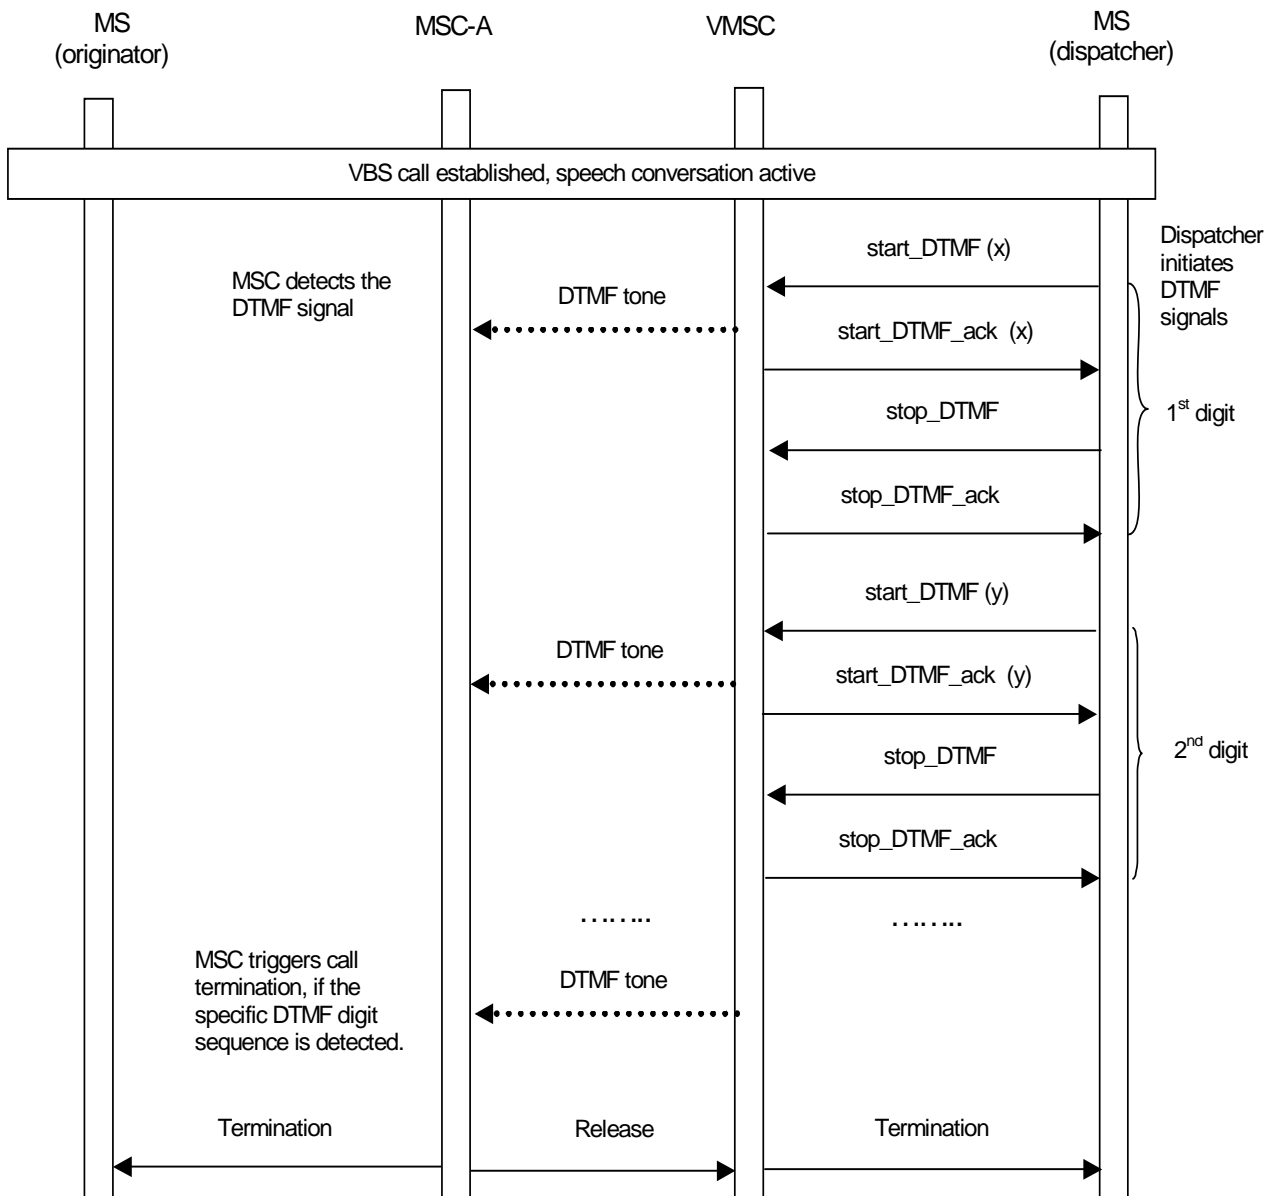 MS
(originator)
MSC-A
VMSC
MS
(dispatcher)
VBS call established, speech conversation active
start_DTMF (x)
Dispatcher
initiates
DTMF
signals
MSC detects the
DTMF signal
DTMF tone
start_DTMF_ack (x)
stop_DTMF
1st digit
stop_DTMF_ack
start_DTMF (y)
DTMF tone
start_DTMF_ack (y)
stop_DTMF
2nd digit
stop_DTMF_ack
........
........
MSC triggers call
termination, if the
specific DTMF digit
sequence is detected.
DTMF tone
Termination
Release
Termination